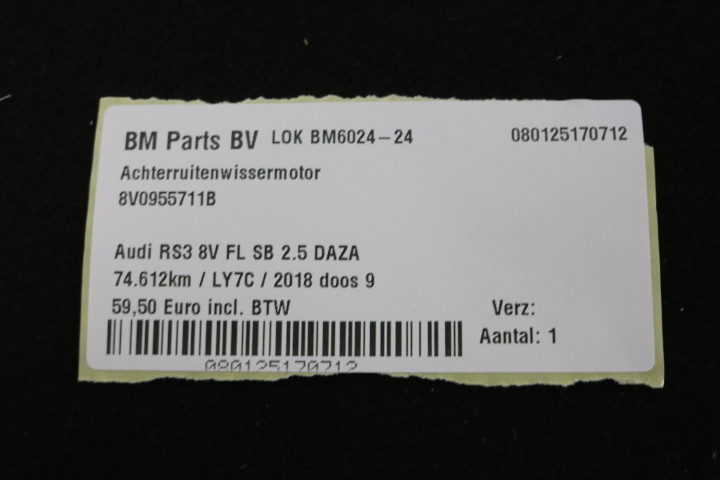 BM Parts BV LOK BM6024-24 080125170712
Achterruitenwissermotor
8V0955711B
Audi RS3 8V FL SB 2.5 DAZA
74.612km / LY7C / 2018 doos 9
59,50 Euro incl. BTW Verz:
Aantal: 1
080125170712